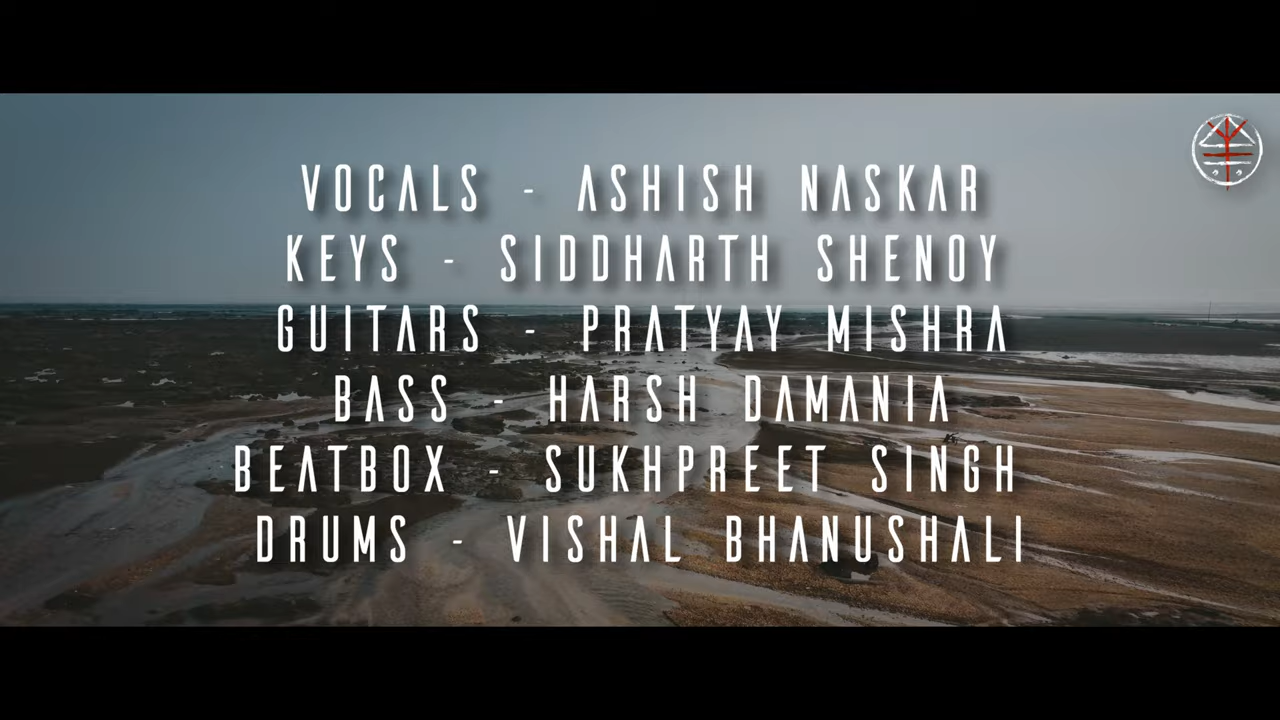 VOCALS - ASHISH NASKAR
KEYS - SIDDHARTH SHENOY
GUITARS - PRATYAY MISHRA
BASS - HARSH DAMANIA
BEATBOX - SUKHPREET SINGH
DRUMS - VISHAL BHANUSHALI